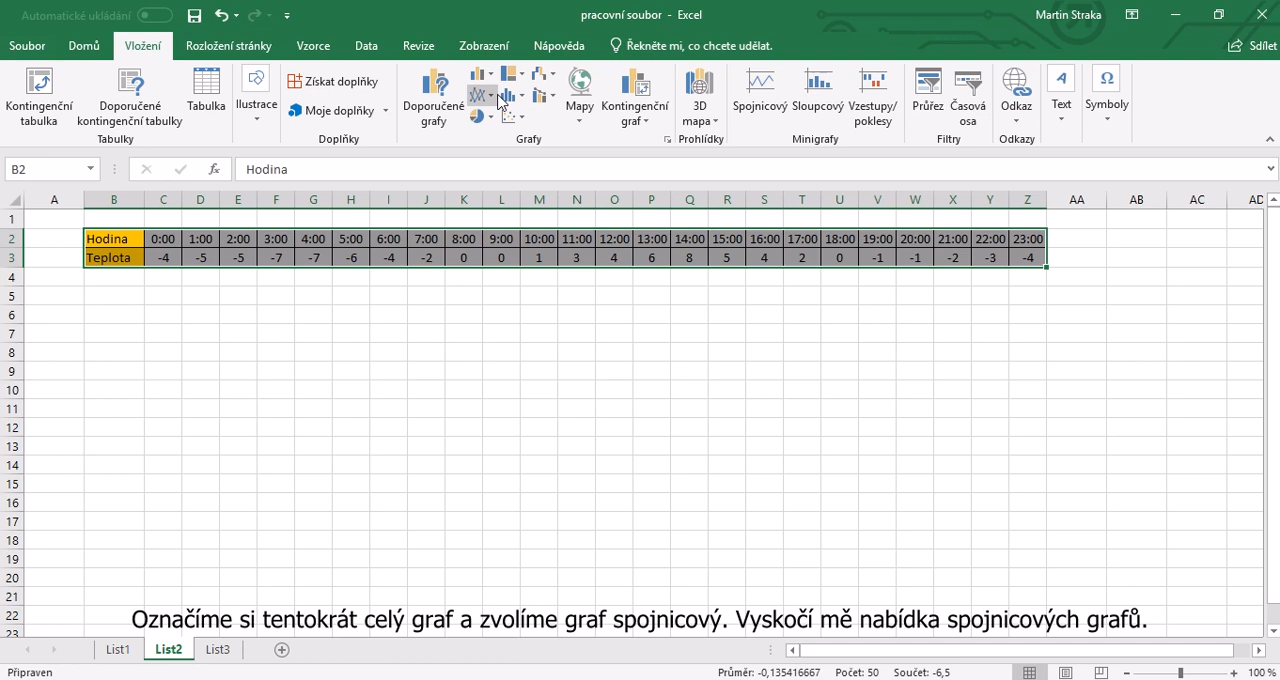 Automatické ukládání
pracovní soubor - Excel
Martin Straka
Soubor Domů Vložení Rozložení stránky Vzorce Data Revize Zobrazení Nápověda Řekněte mi, co chcete udělat. Sdílet
Kontingenční tabulka
Doporučené kontingenční tabulky
Tabulka
Ilustrace
Získat doplňky
Moje doplňky
Doporučené grafy
Mapy
Kontingenční graf
3D mapa
Spojnicový
Sloupcový
Vzestupy/poklesy
Průřez
Časová osa
Odkaz
Text
Symboly
Tabulky Doplňky Grafy Prohlídky Minigrafy Filtry Odkazy
B2 fx Hodina
A B C D E F G H I J K L M N O P Q R S T U V W X Y Z AA AB AC AD
1
2 Hodina 0:00 1:00 2:00 3:00 4:00 5:00 6:00 7:00 8:00 9:00 10:00 11:00 12:00 13:00 14:00 15:00 16:00 17:00 18:00 19:00 20:00 21:00 22:00 23:00
3 Teplota -4 -5 -5 -7 -7 -6 -4 -2 0 0 1 3 4 6 8 5 4 2 0 -1 -1 -2 -3 -4
4
5
6
7
8
9
10
11
12
13
14
15
16
17
18
19
20
21
22
23
Označíme si tentokrát celý graf a zvolíme graf spojnicový. Vyskočí mě nabídka spojnicových grafů.
List1 List2 List3
Připraven Průměr: -0,135416667 Počet: 50 Součet: -6,5 100 %